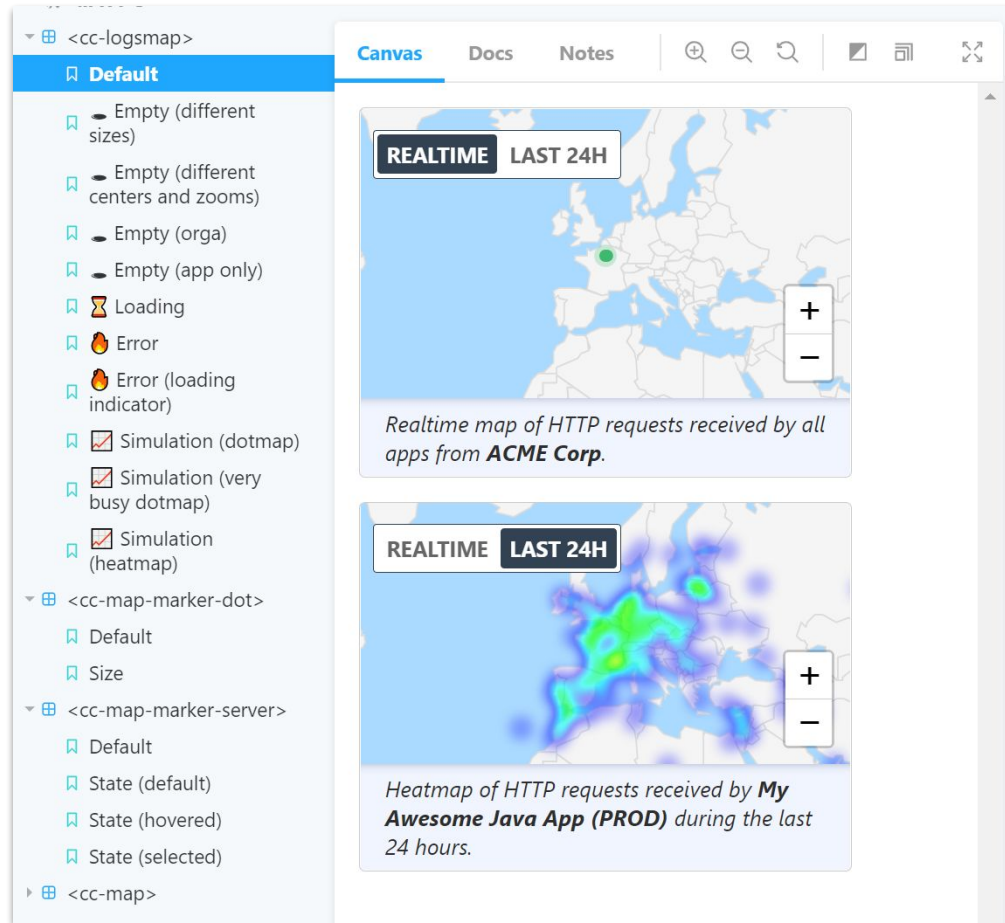 <cc-logsmap>
Default
Empty (different
sizes)
Empty (different
centers and zooms)
Empty (orga)
Empty (app only)
Loading
Error
Error (loading
indicator)
Simulation (dotmap)
Simulation (very
busy dotmap)
Simulation
(heatmap)
<cc-map-marker-dot>
Default
Size
<cc-map-marker-server>
Default
State (default)
State (hovered)
State (selected)
<cc-map>
Canvas Docs Notes
REALTIME LAST 24H
+
−
Realtime map of HTTP requests received by all
apps from ACME Corp.
REALTIME LAST 24H
+
−
Heatmap of HTTP requests received by My
Awesome Java App (PROD) during the last
24 hours.